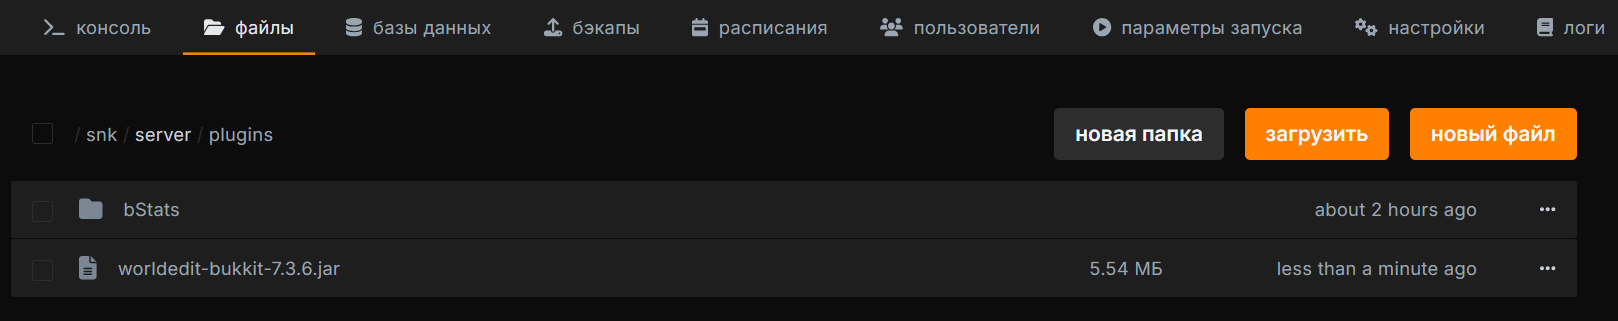 консоль файлы базы данных бэкапы расписания пользователи параметры запуска настройки логи
/ snk / server / plugins новая папка загрузить новый файл
bStats about 2 hours ago
worldedit-bukkit-7.3.6.jar 5.54 МБ less than a minute ago